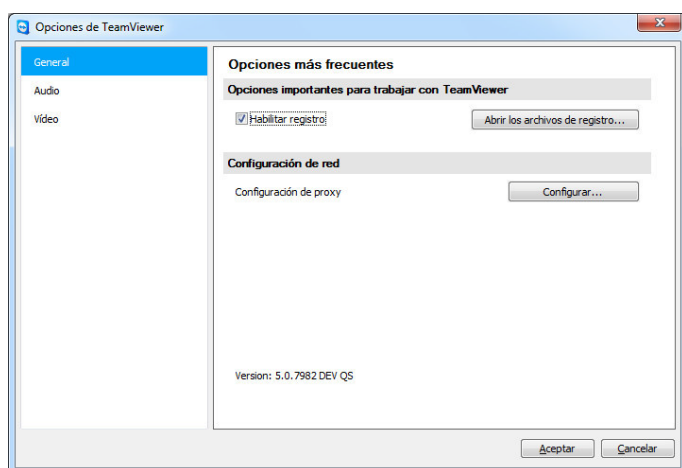 Opciones de TeamViewer
General
Audio
Vídeo
Opciones más frecuentes
Opciones importantes para trabajar con TeamViewer
Habilitar registro
Abrir los archivos de registro...
Configuración de red
Configuración de proxy
Configurar...
Version: 5.0.7982 DEV QS
Aceptar
Cancelar